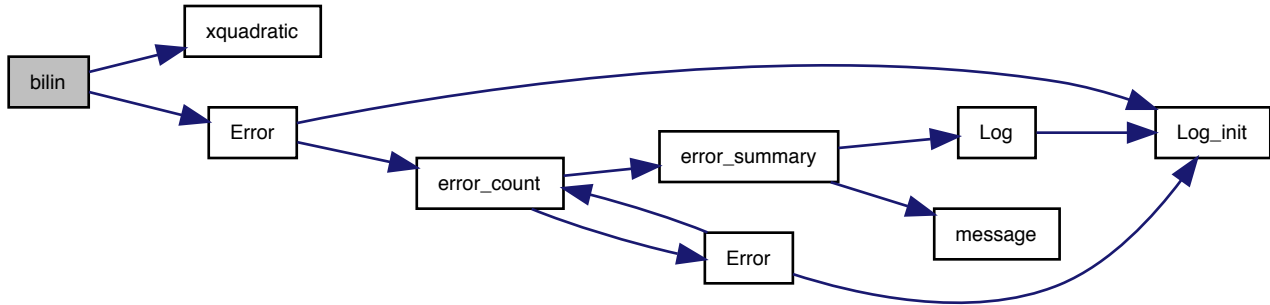 bilin
xquadratic
Error
error_count
error_summary
Error
Log
message
Log_init